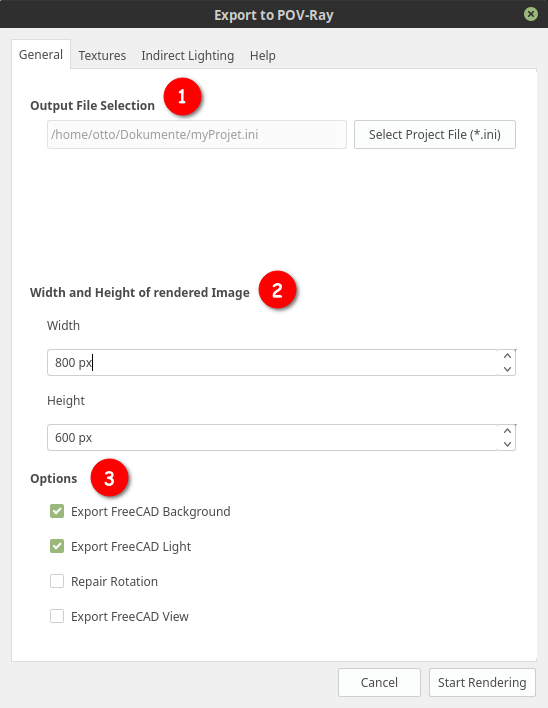 Export to POV-Ray
General Textures Indirect Lighting Help
Output File Selection 1
/home/otto/Dokumente/myProjet.ini Select Project File (*.ini)
Width and Height of rendered Image 2
Width
800 px
Height
600 px
Options 3
Export FreeCAD Background
Export FreeCAD Light
Repair Rotation
Export FreeCAD View
Cancel Start Rendering